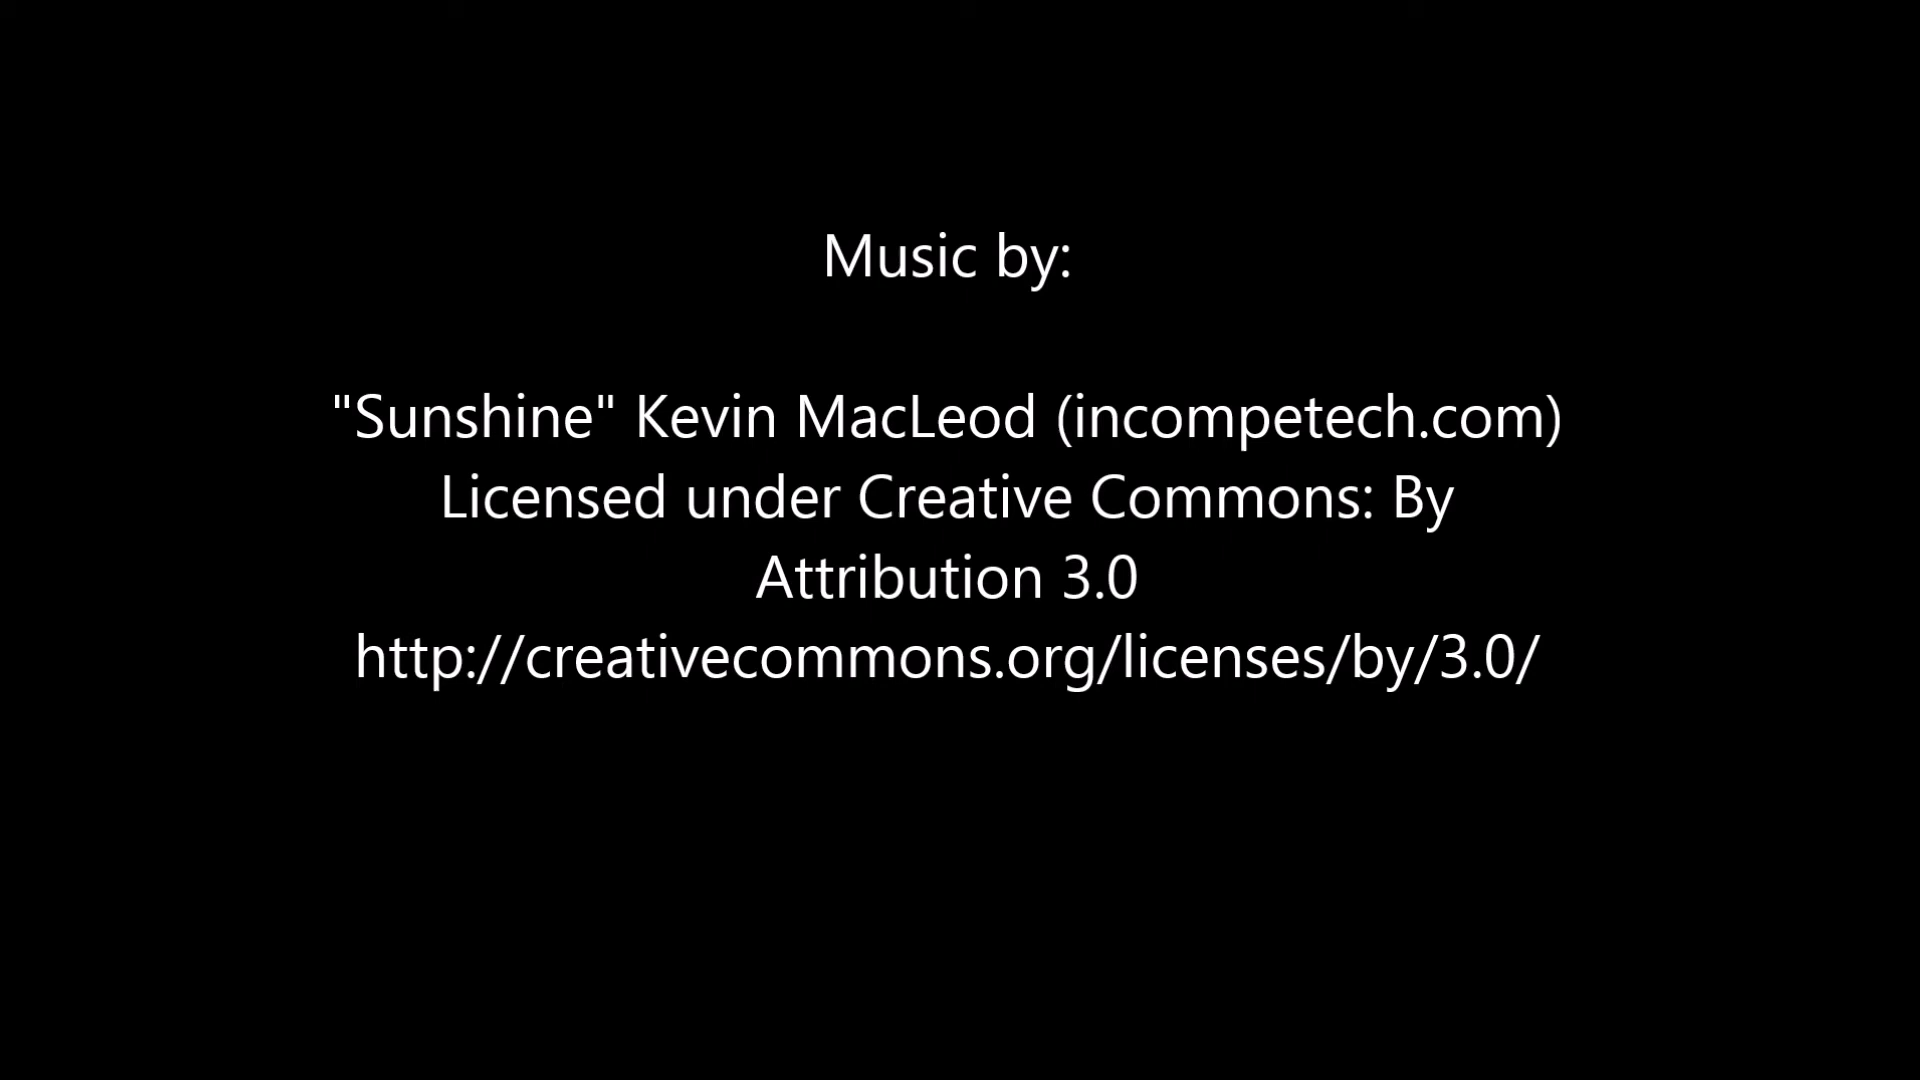 Music by:
"Sunshine" Kevin MacLeod (incompetech.com)
Licensed under Creative Commons: By
Attribution 3.0
http://creativecommons.org/licenses/by/3.0/